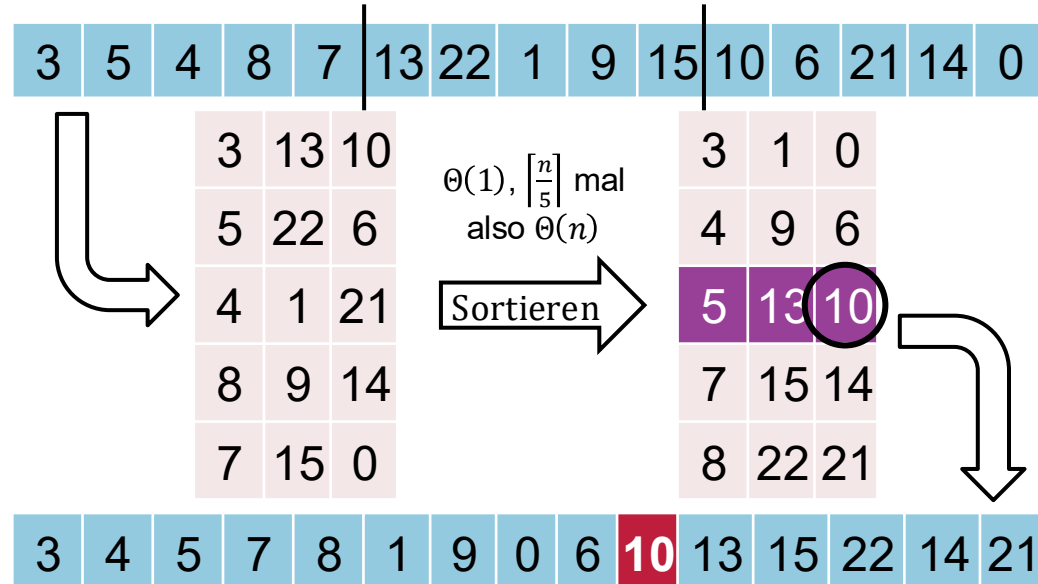 3 5 4 8 7 13 22 1 9 15 10 6 21 14 0
3 13 10
5 22 6
4 1 21
8 9 14
7 15 0
Θ(1), ⌈n/5⌉ mal
also Θ(n)
Sortieren
3 1 0
4 9 6
5 13 10
7 15 14
8 22 21
3 4 5 7 8 1 9 0 6 10 13 15 22 14 21